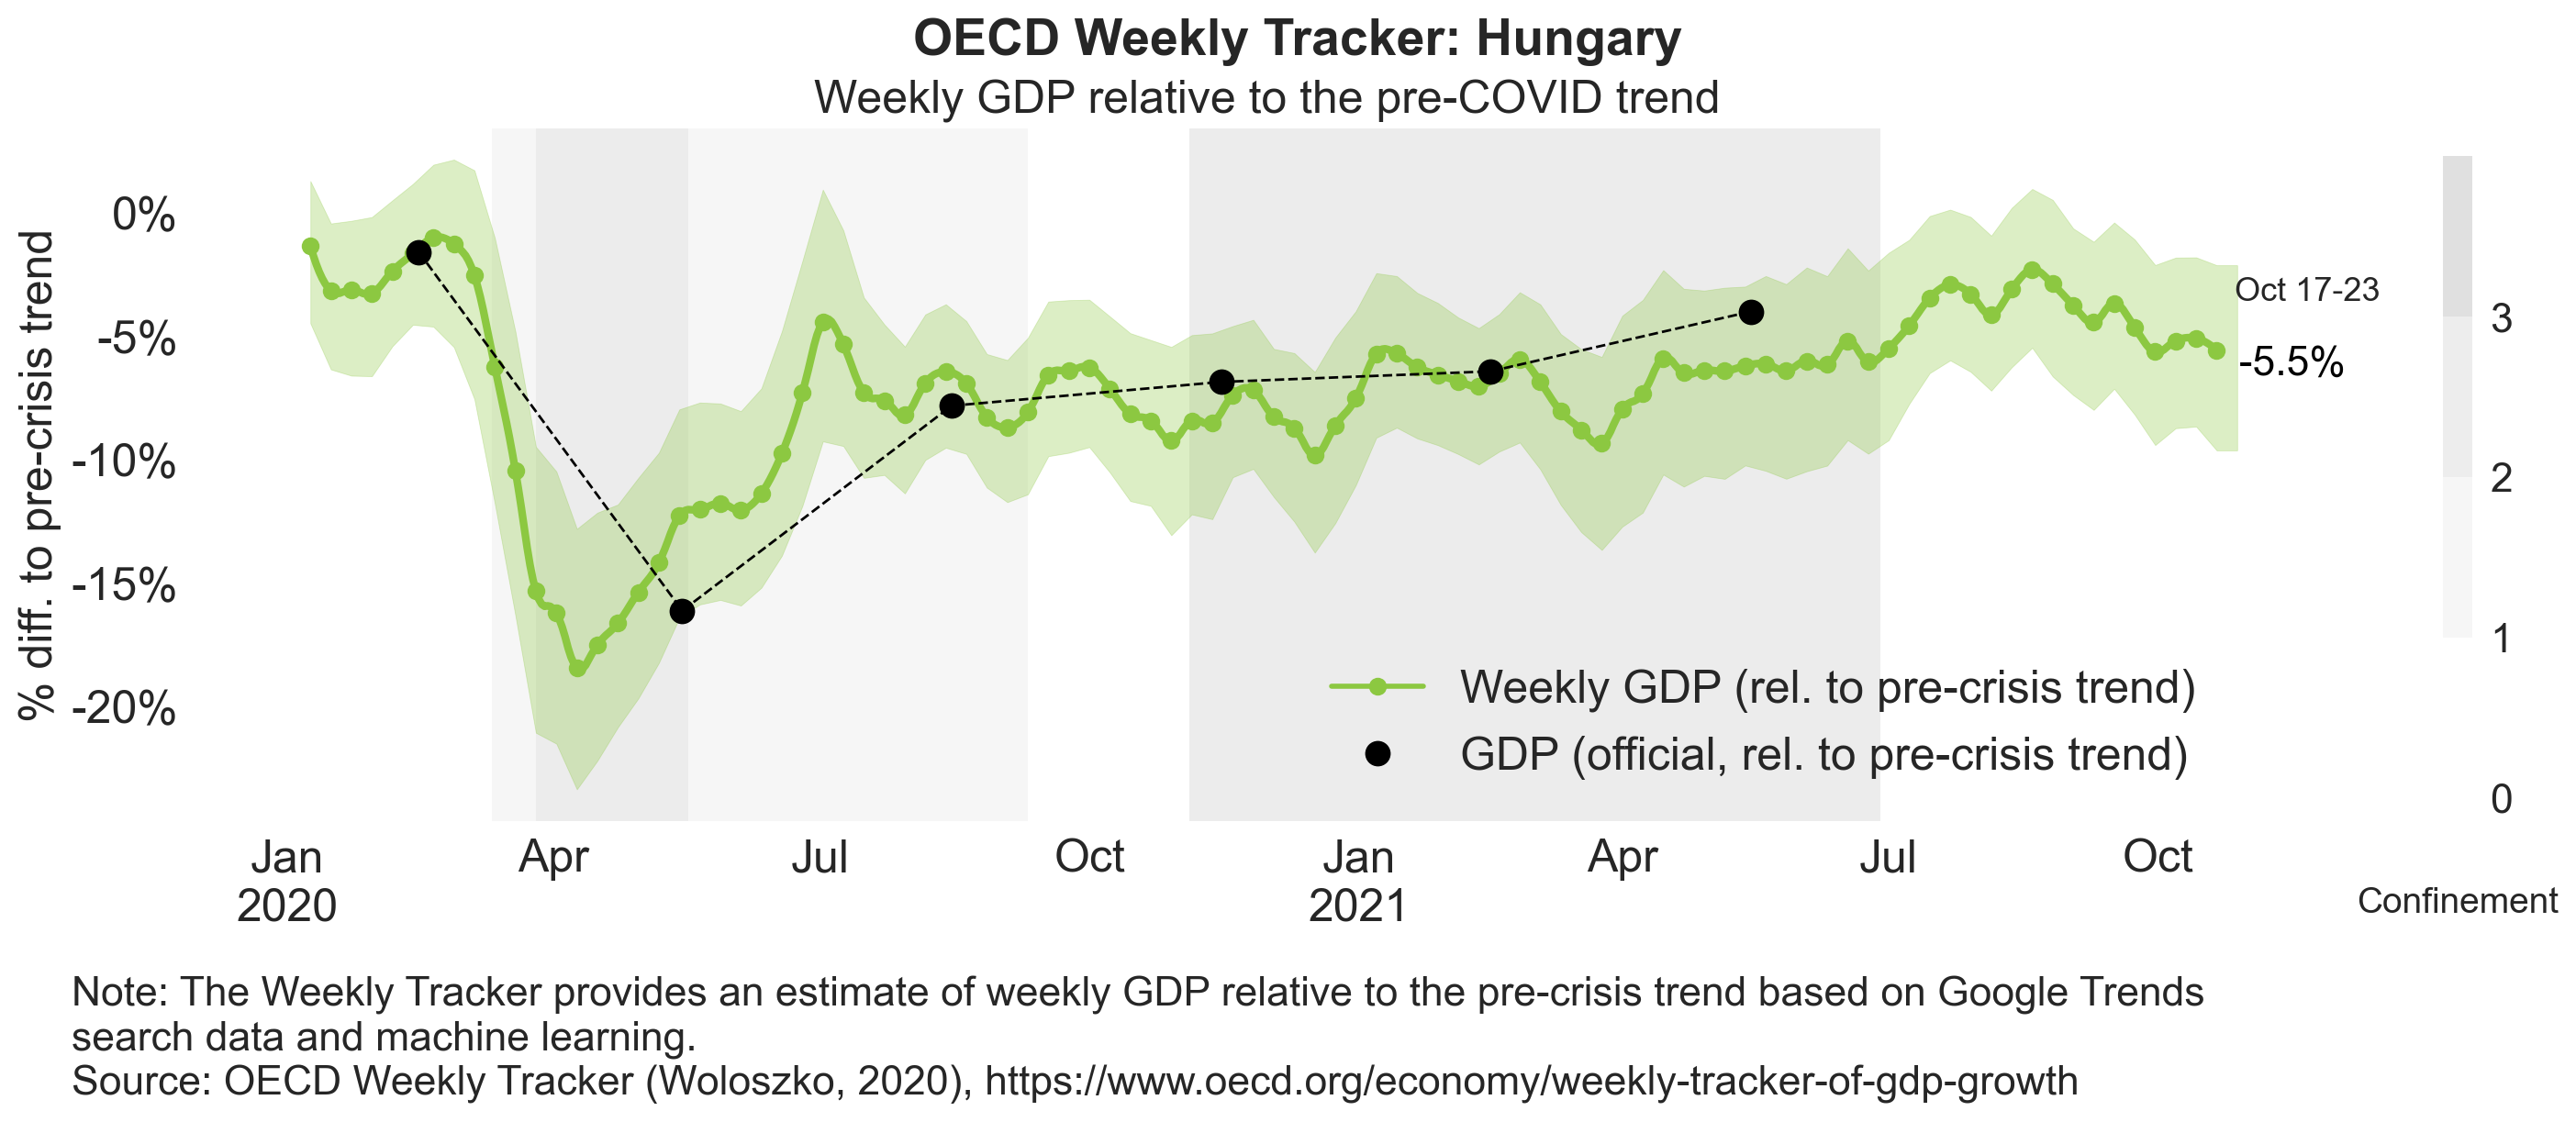 OECD Weekly Tracker: Hungary
Weekly GDP relative to the pre-COVID trend
% diff. to pre-crisis trend
0%
-5%
-10%
-15%
-20%
Oct 17-23
-5.5%
Weekly GDP (rel. to pre-crisis trend)
GDP (official, rel. to pre-crisis trend)
Jan Apr Jul Oct Jan Apr Jul Oct
2020 2021
3
2
1
0
Confinement
Note: The Weekly Tracker provides an estimate of weekly GDP relative to the pre-crisis trend based on Google Trends
search data and machine learning.
Source: OECD Weekly Tracker (Woloszko, 2020), https://www.oecd.org/economy/weekly-tracker-of-gdp-growth